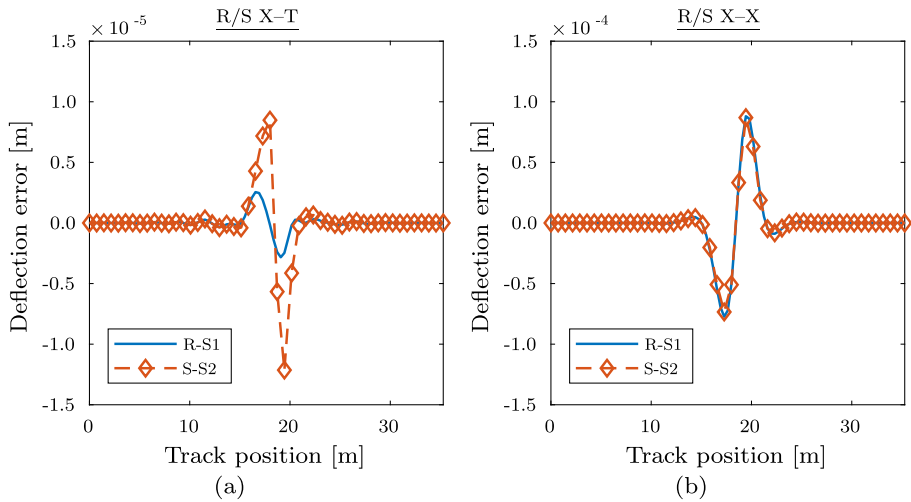 R/S X–T
× 10 -5
1.5
1.0
0.5
0.0
-0.5
-1.0
-1.5
Deflection error [m]
R-S1
S-S2
0 10 20 30
Track position [m]
(a)
R/S X–X
× 10 -4
1.5
1.0
0.5
0.0
-0.5
-1.0
-1.5
Deflection error [m]
R-S1
S-S2
0 10 20 30
Track position [m]
(b)